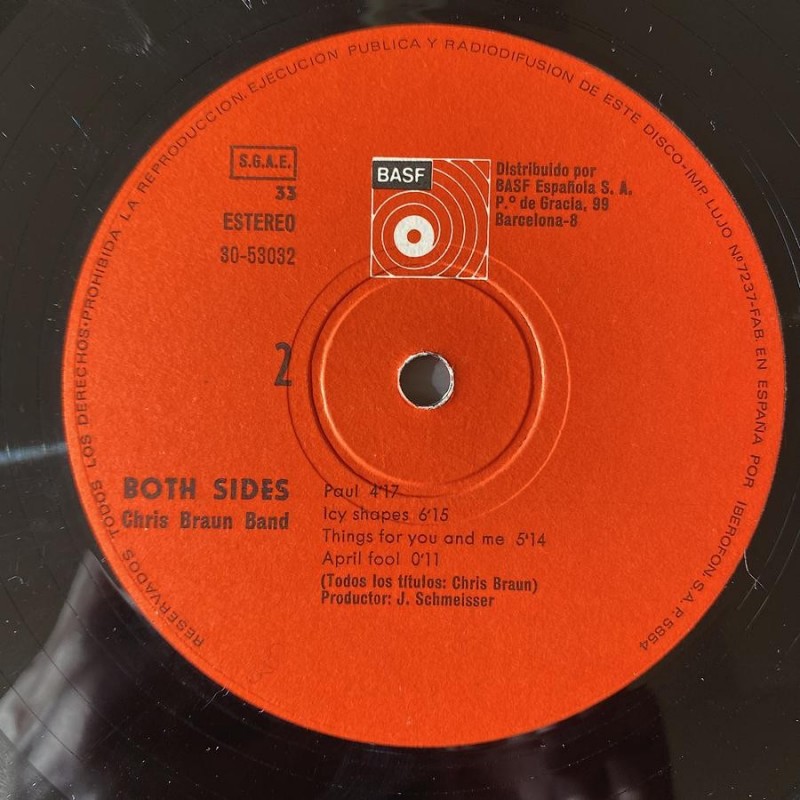 RESERVADOS TODOS LOS DERECHOS·PROHIBIDA LA REPRODUCCION, EJECUCION PUBLICA Y RADIODIFUSION DE ESTE DISCO·IMP. LUJO Nº 7237-FAB. EN ESPAÑA POR IBEROFON, S.A. P. 5854
S.G.A.E.
33
ESTEREO
30-53032
BASF
Distribuido por
BASF Española S. A.
P.º de Gracia, 99
Barcelona-8
2
BOTH SIDES
Chris Braun Band
Paul 4'17
Icy shapes 6'15
Things for you and me 5'14
April fool 0'11
(Todos los títulos: Chris Braun)
Productor: J. Schmeisser